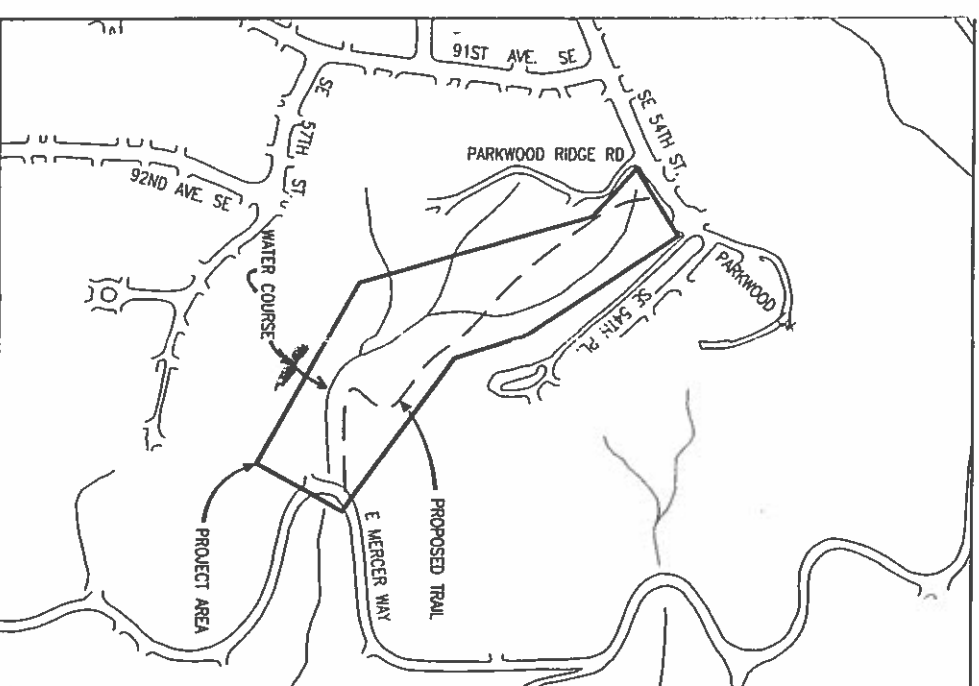 91ST AVE. SE
SE 54TH ST.
PARKWOOD RIDGE RD
SE 57TH ST.
92ND AVE. SE
PARKWOOD
SE 54TH PL.
WATER COURSE
PROPOSED TRAIL
E MERCER WAY
PROJECT AREA